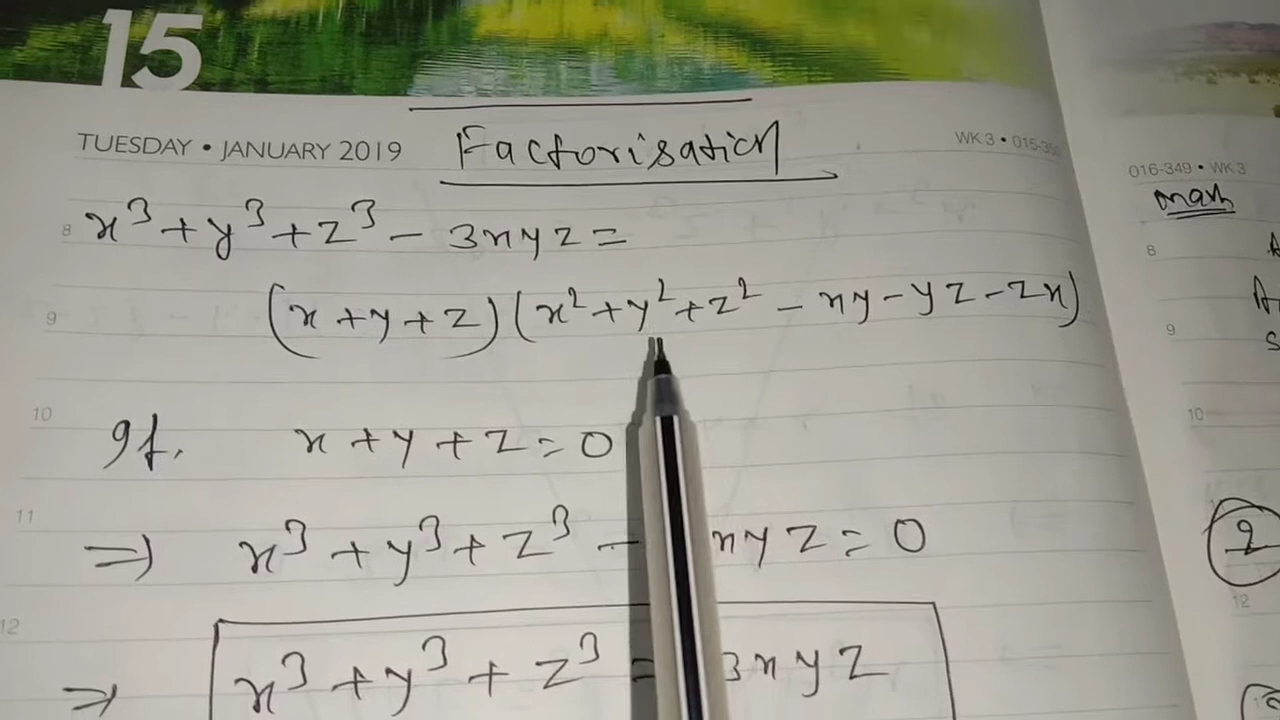 15
TUESDAY • JANUARY 2019
Factorisation
WK 3 • 015-350
8 x³ + y³ + z³ - 3xyz =
9 (x + y + z) (x² + y² + z² - xy - yz - zx)
10 If, x + y + z = 0
11 ⇒ x³ + y³ + z³ - xyz = 0
12 ⇒ x³ + y³ + z³ = 3xyz
016-349 • WK 3
8
9
10
2
12